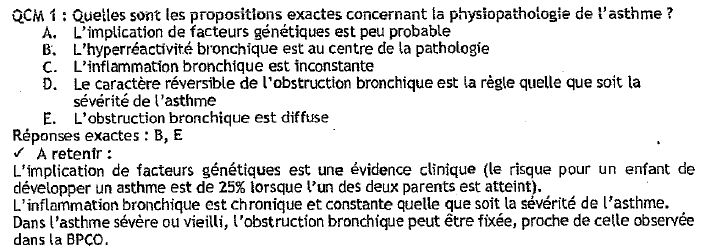 QCM 1 : Quelles sont les propositions exactes concernant la physiopathologie de l'asthme ?
A. L'implication de facteurs génétiques est peu probable
B. L'hyperréactivité bronchique est au centre de la pathologie
C. L'inflammation bronchique est inconstante
D. Le caractère réversible de l'obstruction bronchique est la règle quelle que soit la
sévérité de l'asthme
E. L'obstruction bronchique est diffuse
Réponses exactes : B, E
✓ A retenir :
L'implication de facteurs génétiques est une évidence clinique (le risque pour un enfant de
développer un asthme est de 25% lorsque l'un des deux parents est atteint).
L'inflammation bronchique est chronique et constante quelle que soit la sévérité de l'asthme.
Dans l'asthme sévère ou vieilli, l'obstruction bronchique peut être fixée, proche de celle observée
dans la BPCO.